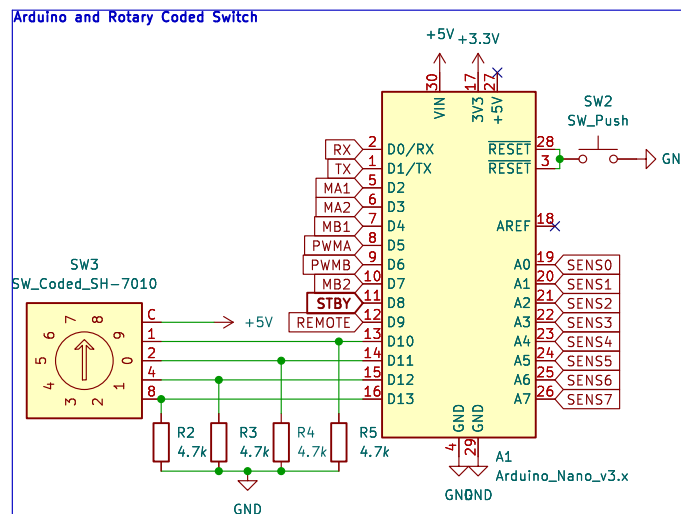 Arduino and Rotary Coded Switch
+5V
+3.3V
30
17
27
VIN
3V3
+5V
SW2
SW_Push
RX
2
D0/RX
RESET
28
TX
1
D1/TX
RESET
3
GN
MA1
5
D2
MA2
6
D3
MB1
7
D4
AREF
18
PWMA
8
D5
PWMB
9
D6
A0
19
SENS0
MB2
10
D7
A1
20
SENS1
STBY
11
D8
A2
21
SENS2
REMOTE
12
D9
A3
22
SENS3
13
D10
A4
23
SENS4
14
D11
A5
24
SENS5
15
D12
A6
25
SENS6
16
D13
A7
26
SENS7
SW3
SW_Coded_SH-7010
C
+5V
1
2
4
8
0
1
2
3
4
5
6
7
8
9
R2
4.7k
R3
4.7k
R4
4.7k
R5
4.7k
GND
GND
GND
4
29
A1
Arduino_Nano_v3.x
GND
GND